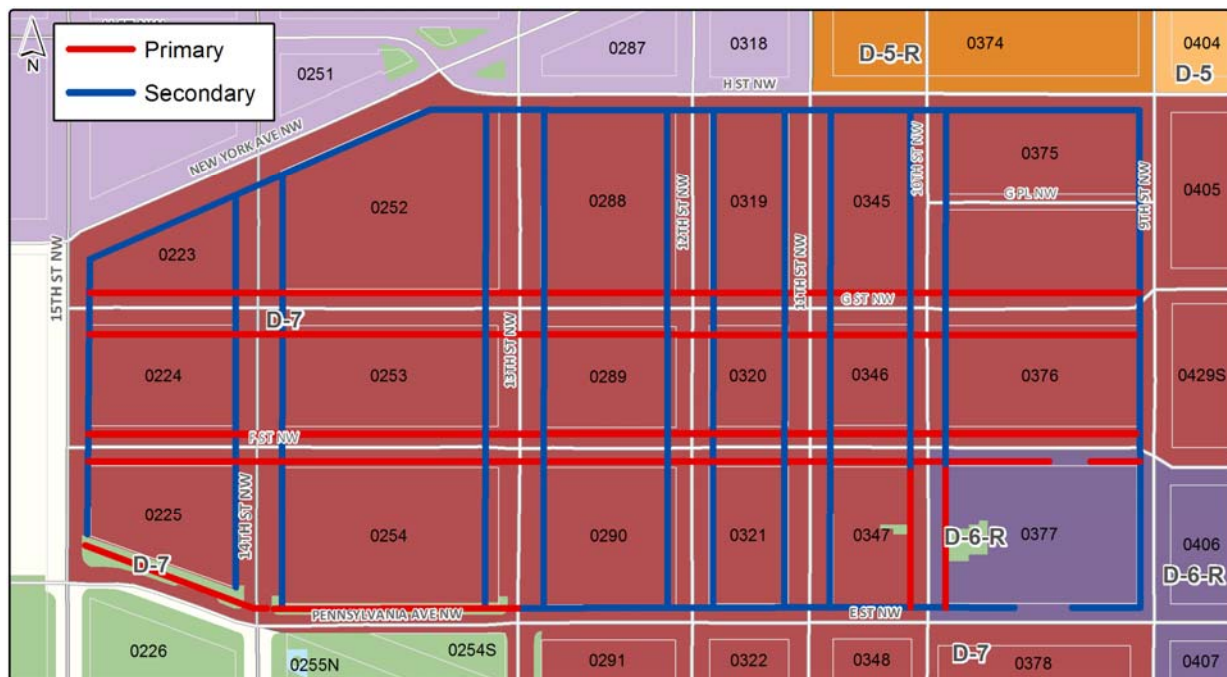 H ST NW
N
Primary
Secondary
0251
0287
0318
D-5-R
0374
0404
D-5
H ST NW
NEW YORK AVE NW
0252
0288
12TH ST NW
0319
0345
10TH ST NW
0375
G PL NW
9TH ST NW
0405
0223
15TH ST NW
11TH ST NW
G ST NW
D-7
13TH ST NW
0224
0253
0289
0320
0346
0376
0429S
F ST NW
0225
14TH ST NW
0254
0290
0321
0347
D-6-R
0377
0406
D-6-R
D-7
PENNSYLVANIA AVE NW
E ST NW
0226
0255N
0254S
0291
0322
0348
D-7
0378
0407